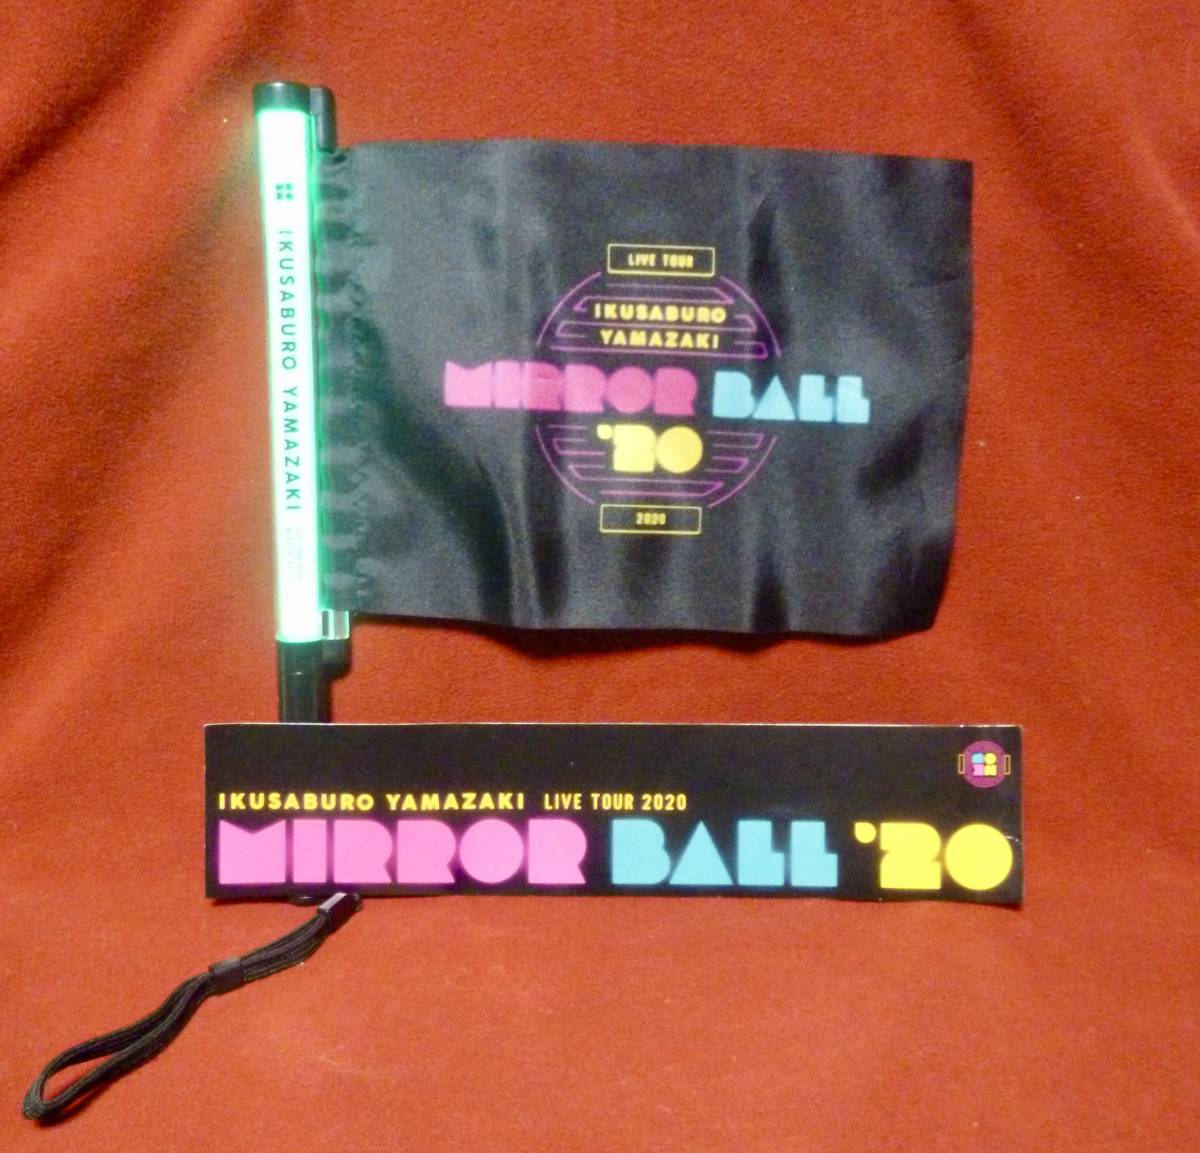 IKUSABURO YAMAZAKI
LIVE TOUR
IKUSABURO
YAMAZAKI
MIRROR BALL
'20
2020
IKUSABURO YAMAZAKI LIVE TOUR 2020
MIRROR BALL '20